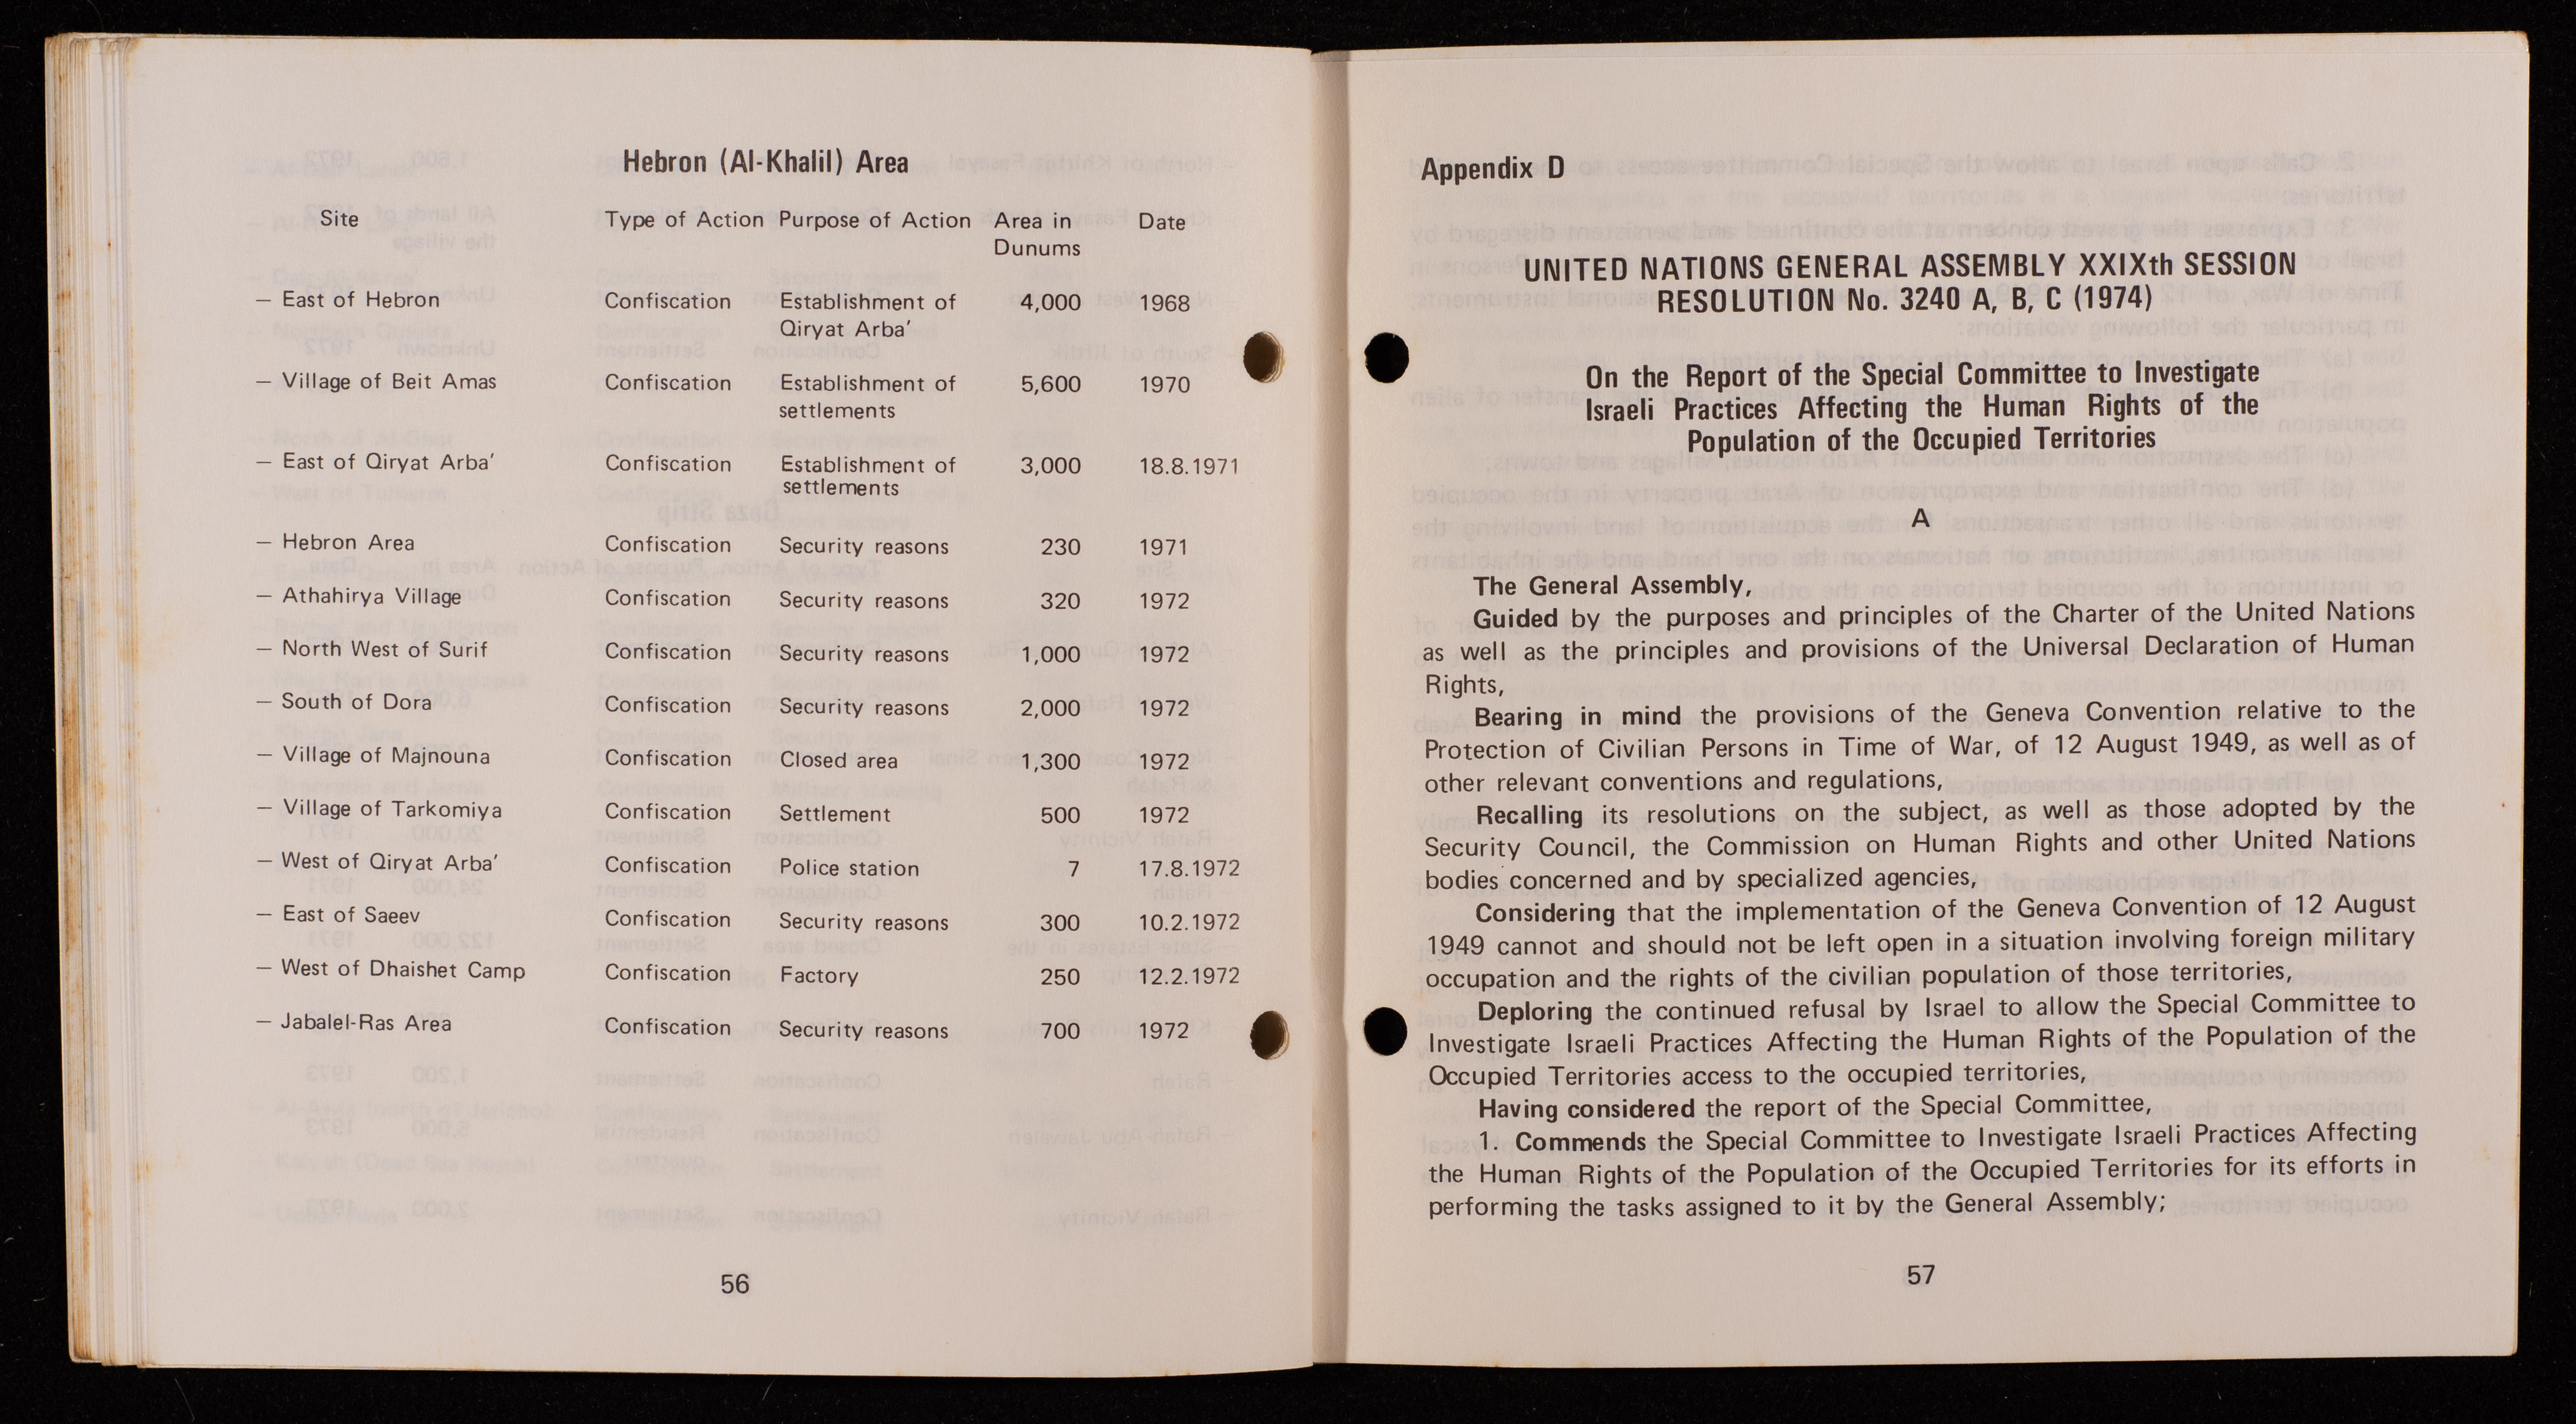 Hebron (Al-Khalil) Area
Site Type of Action Purpose of Action Area in Dunums Date
— East of Hebron Confiscation Establishment of 4,000 1968
Qiryat Arba'
— Village of Beit Amas Confiscation Establishment of 5,600 1970
settlements
— East of Qiryat Arba' Confiscation Establishment of 3,000 18.8.1971
settlements
— Hebron Area Confiscation Security reasons 230 1971
— Athahirya Village Confiscation Security reasons 320 1972
— North West of Surif Confiscation Security reasons 1,000 1972
— South of Dora Confiscation Security reasons 2,000 1972
— Village of Majnouna Confiscation Closed area 1,300 1972
— Village of Tarkomiya Confiscation Settlement 500 1972
— West of Qiryat Arba' Confiscation Police station 7 17.8.1972
— East of Saeev Confiscation Security reasons 300 10.2.1972
— West of Dhaishet Camp Confiscation Factory 250 12.2.1972
— Jabalel-Ras Area Confiscation Security reasons 700 1972
56
Appendix D
UNITED NATIONS GENERAL ASSEMBLY XXIXth SESSION
RESOLUTION No. 3240 A, B, C (1974)
On the Report of the Special Committee to Investigate
Israeli Practices Affecting the Human Rights of the
Population of the Occupied Territories
A
The General Assembly,
Guided by the purposes and principles of the Charter of the United Nations
as well as the principles and provisions of the Universal Declaration of Human
Rights,
Bearing in mind the provisions of the Geneva Convention relative to the
Protection of Civilian Persons in Time of War, of 12 August 1949, as well as of
other relevant conventions and regulations,
Recalling its resolutions on the subject, as well as those adopted by the
Security Council, the Commission on Human Rights and other United Nations
bodies concerned and by specialized agencies,
Considering that the implementation of the Geneva Convention of 12 August
1949 cannot and should not be left open in a situation involving foreign military
occupation and the rights of the civilian population of those territories,
Deploring the continued refusal by Israel to allow the Special Committee to
Investigate Israeli Practices Affecting the Human Rights of the Population of the
Occupied Territories access to the occupied territories,
Having considered the report of the Special Committee,
1. Commends the Special Committee to Investigate Israeli Practices Affecting
the Human Rights of the Population of the Occupied Territories for its efforts in
performing the tasks assigned to it by the General Assembly;
57